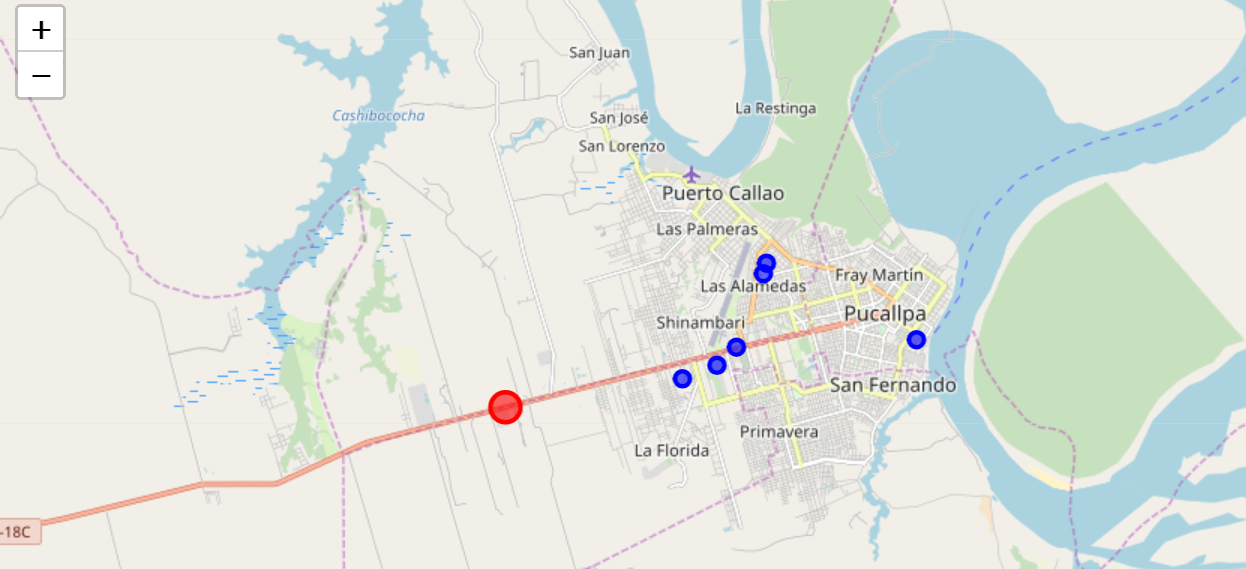 +
−
San Juan
Cashibococha
La Restinga
San José
San Lorenzo
Puerto Callao
Las Palmeras
Fray Martín
Las Alamedas
Pucallpa
Shinambari
San Fernando
Primavera
La Florida
-18C